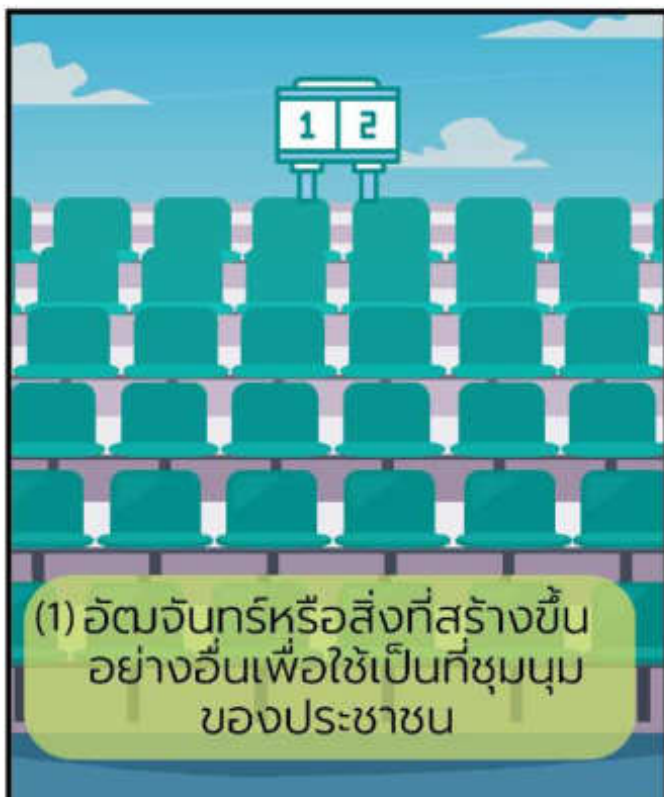 1 2
(1) อัฒจันทร์หรือสิ่งที่สร้างขึ้น
อย่างอื่นเพื่อใช้เป็นที่ชุมนุม
ของประชาชน